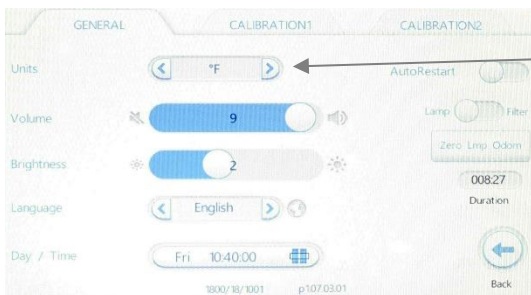 GENERAL CALIBRATION1 CALIBRATION2
Units °F AutoRestart
Volume 9 Lamp Filter
Zero Lmp Odom
Brightness 2
008:27
Duration
Language English
Day / Time Fri 10:40:00
Back
1800/18/1001 p107.03.01